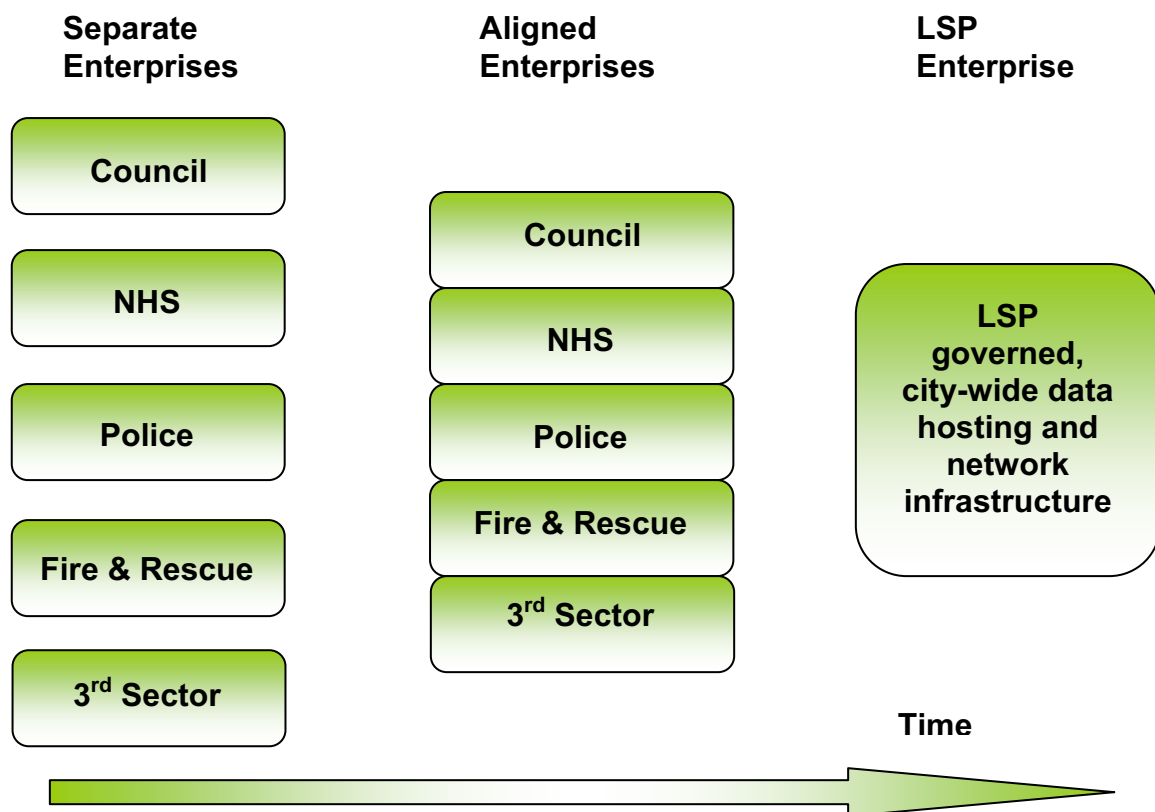 Separate
Enterprises
Council
NHS
Police
Fire & Rescue
3rd Sector
Aligned
Enterprises
Council
NHS
Police
Fire & Rescue
3rd Sector
LSP
Enterprise
LSP
governed,
city-wide data
hosting and
network
infrastructure
Time